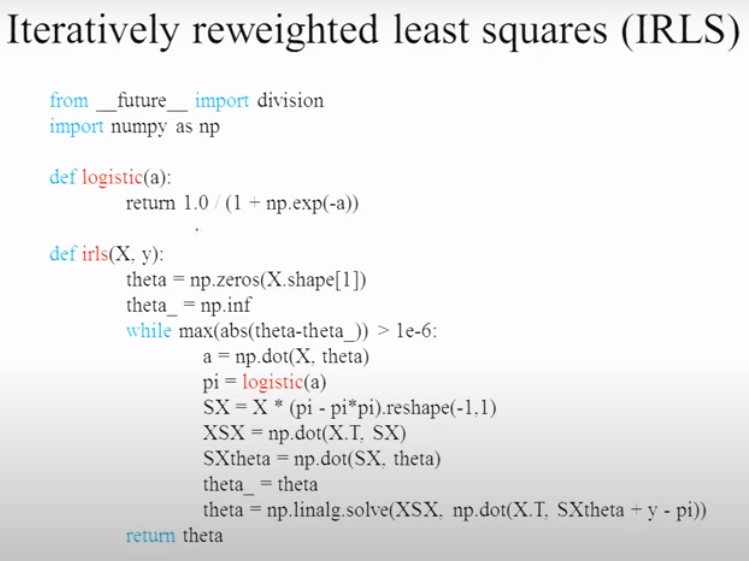 Iteratively reweighted least squares (IRLS)
from __future__ import division
import numpy as np
def logistic(a):
return 1.0 / (1 + np.exp(-a))
def irls(X, y):
theta = np.zeros(X.shape[1])
theta_ = np.inf
while max(abs(theta-theta_)) > 1e-6:
a = np.dot(X, theta)
pi = logistic(a)
SX = X * (pi - pi*pi).reshape(-1,1)
XSX = np.dot(X.T, SX)
SXtheta = np.dot(SX, theta)
theta_ = theta
theta = np.linalg.solve(XSX, np.dot(X.T, SXtheta + y - pi))
return theta